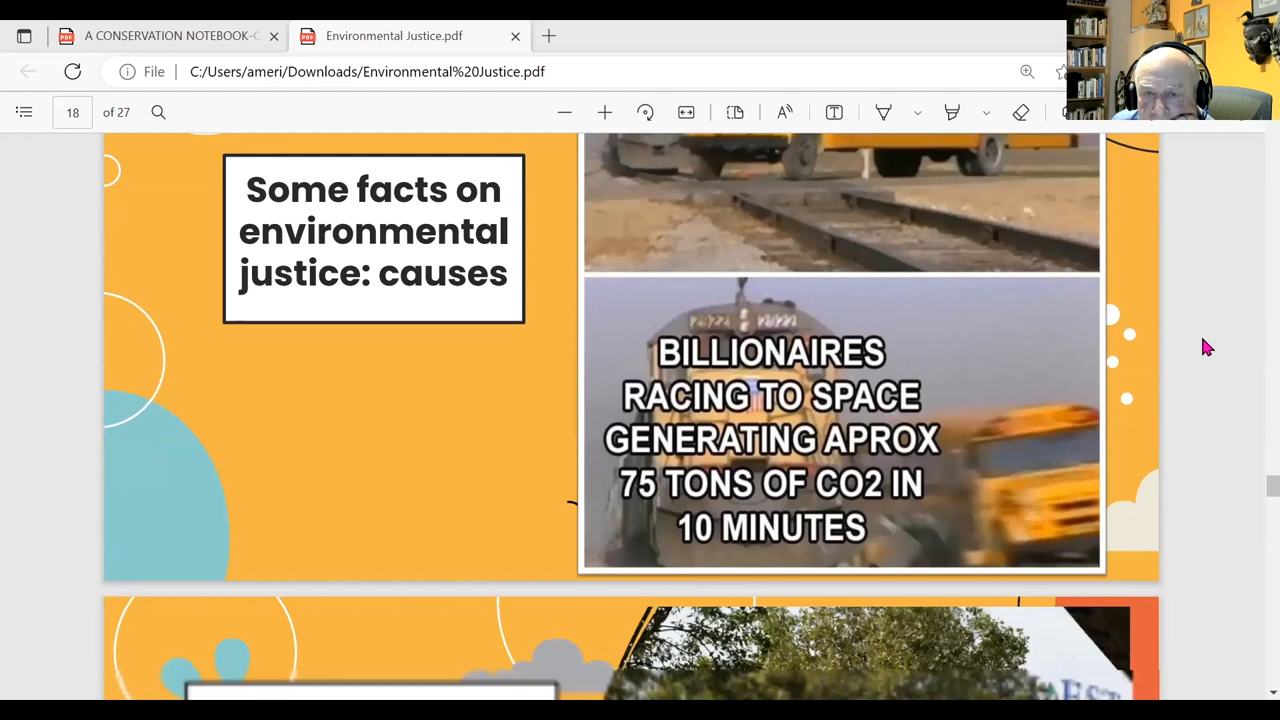 A CONSERVATION NOTEBOOK-C
Environmental Justice.pdf
File
C:/Users/ameri/Downloads/Environmental%20Justice.pdf
18 of 27
Some facts on
environmental
justice: causes
BILLIONAIRES
RACING TO SPACE
GENERATING APROX
75 TONS OF CO2 IN
10 MINUTES